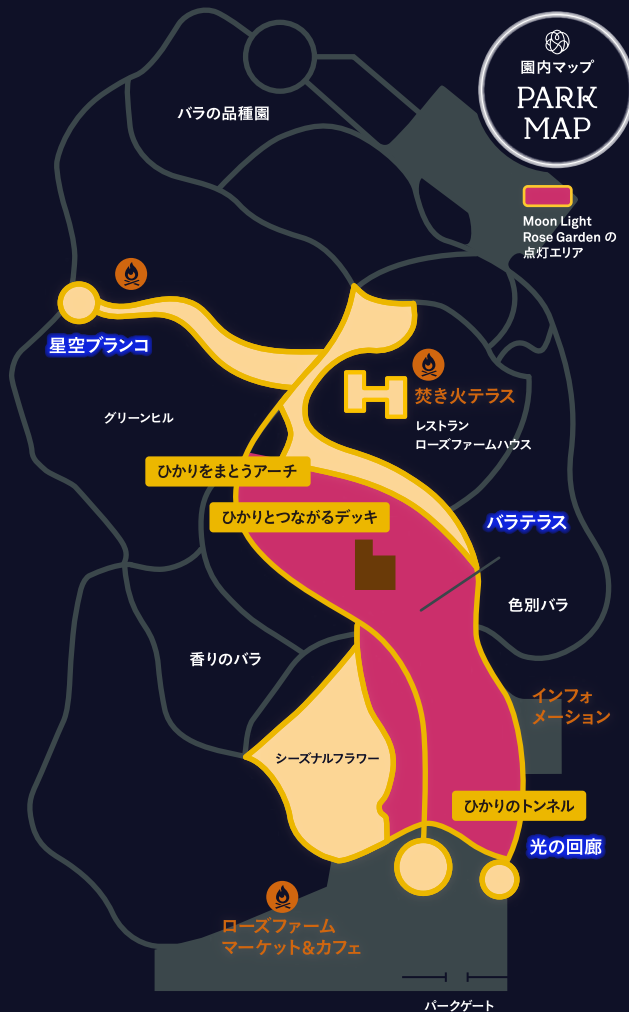 園内マップ
PARK
MAP
バラの品種園
Moon Light
Rose Garden の
点灯エリア
星空ブランコ
焚き火テラス
グリーンヒル
レストラン
ローズファームハウス
ひかりをまとうアーチ
ひかりとつながるデッキ
バラテラス
色別バラ
香りのバラ
インフォ
メーション
シーズナルフラワー
ひかりのトンネル
光の回廊
ローズファーム
マーケット&カフェ
パークゲート